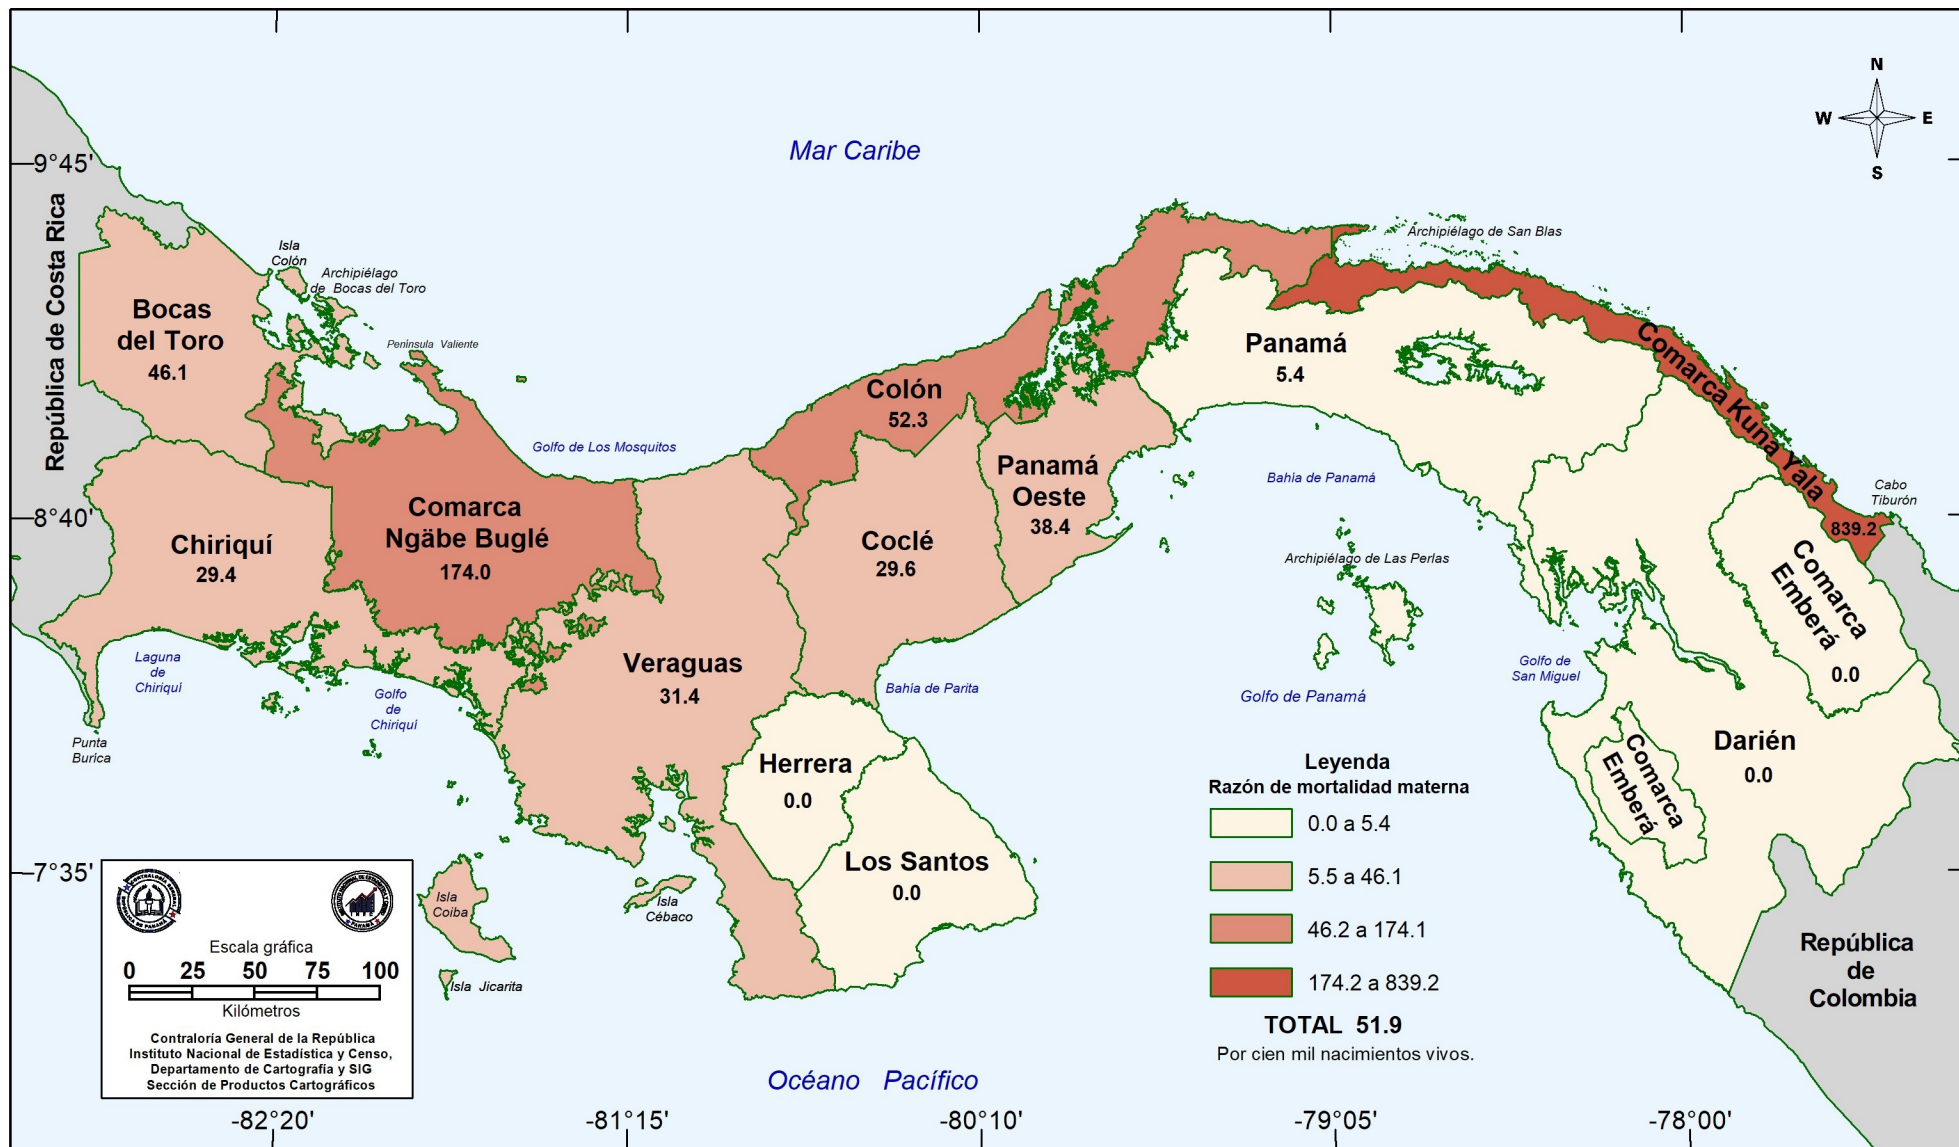 N
W E
S
Mar Caribe
9°45'
8°40'
7°35'
República de Costa Rica
Isla
Colón
Archipiélago
de Bocas del Toro
Península Valiente
Bocas
del Toro
46.1
Golfo de Los Mosquitos
Chiriquí
29.4
Comarca
Ngäbe Buglé
174.0
Laguna
de
Chiriquí
Golfo
de
Chiriquí
Punta
Burica
Veraguas
31.4
Colón
52.3
Coclé
29.6
Panamá
Oeste
38.4
Panamá
5.4
Archipiélago de San Blas
Comarca Kuna Yala
839.2
Cabo
Tiburón
Bahía de Panamá
Archipiélago de Las Perlas
Golfo de Panamá
Golfo de
San Miguel
Bahía de Parita
Herrera
0.0
Los Santos
0.0
Comarca
Emberá
0.0
Darién
0.0
Comarca
Emberá
República
de
Colombia
Isla
Coiba
Isla Jicarita
Isla
Cébaco
Leyenda
Razón de mortalidad materna
0.0 a 5.4
5.5 a 46.1
46.2 a 174.1
174.2 a 839.2
TOTAL 51.9
Por cien mil nacimientos vivos.
Escala gráfica
0 25 50 75 100
Kilómetros
Contraloría General de la República
Instituto Nacional de Estadística y Censo,
Departamento de Cartografía y SIG
Sección de Productos Cartográficos
Océano Pacífico
-82°20' -81°15' -80°10' -79°05' -78°00'